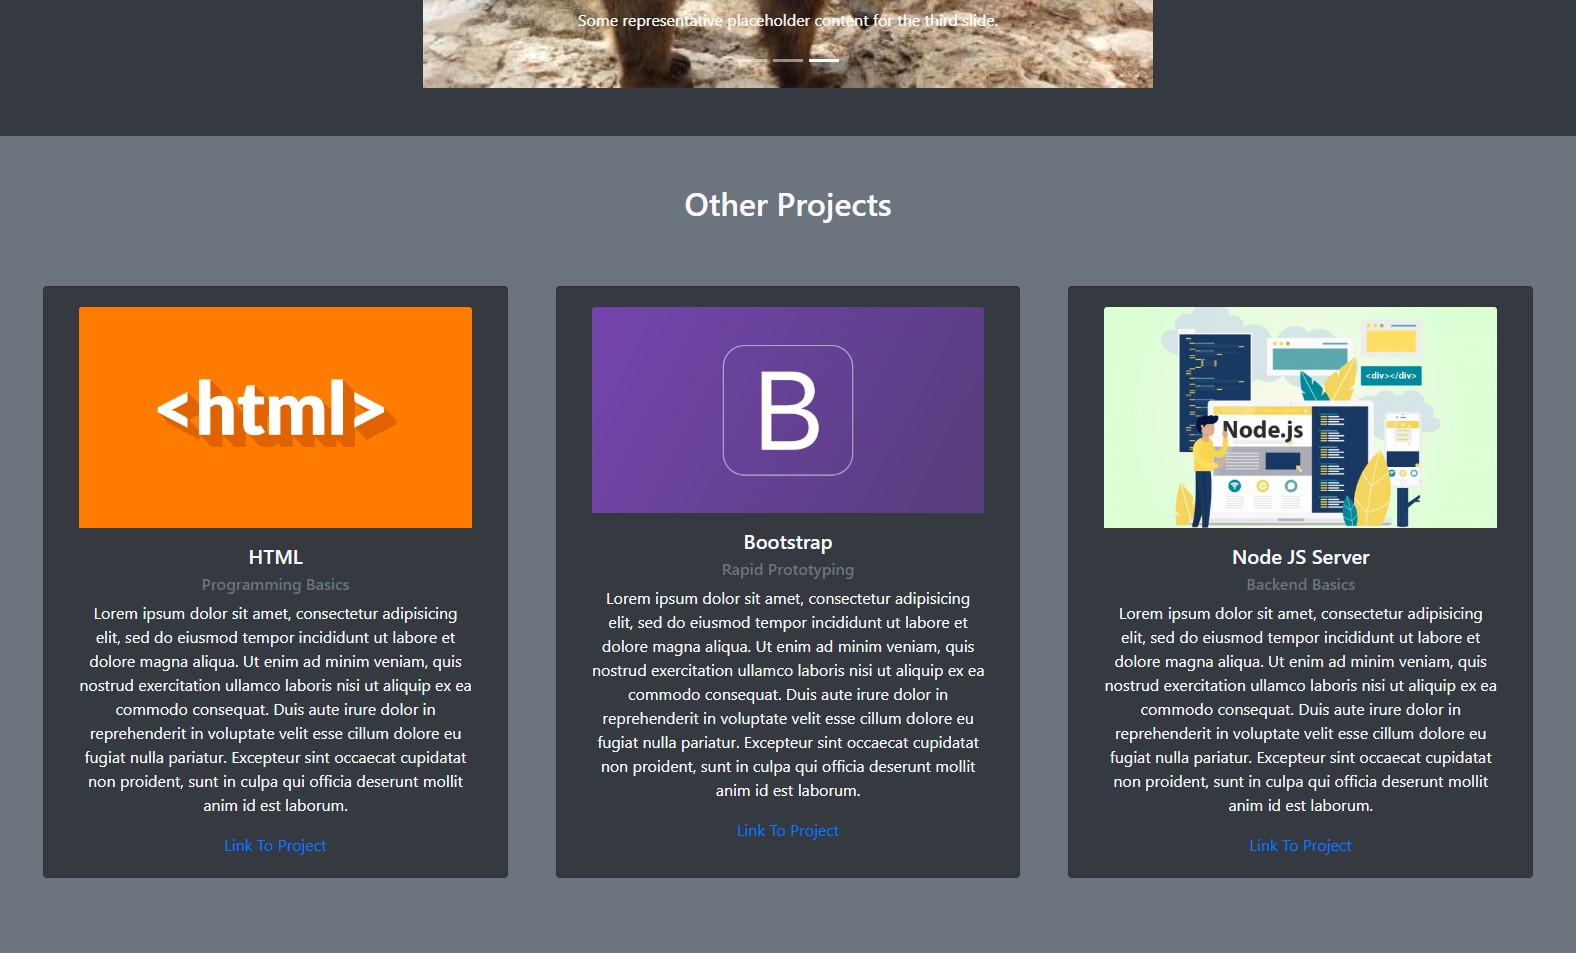 Some representative placeholder content for the third slide.
Other Projects
<html>
HTML
Programming Basics
Lorem ipsum dolor sit amet, consectetur adipisicing
elit, sed do eiusmod tempor incididunt ut labore et
dolore magna aliqua. Ut enim ad minim veniam, quis
nostrud exercitation ullamco laboris nisi ut aliquip ex ea
commodo consequat. Duis aute irure dolor in
reprehenderit in voluptate velit esse cillum dolore eu
fugiat nulla pariatur. Excepteur sint occaecat cupidatat
non proident, sunt in culpa qui officia deserunt mollit
anim id est laborum.
Link To Project
B
Bootstrap
Rapid Prototyping
Lorem ipsum dolor sit amet, consectetur adipisicing
elit, sed do eiusmod tempor incididunt ut labore et
dolore magna aliqua. Ut enim ad minim veniam, quis
nostrud exercitation ullamco laboris nisi ut aliquip ex ea
commodo consequat. Duis aute irure dolor in
reprehenderit in voluptate velit esse cillum dolore eu
fugiat nulla pariatur. Excepteur sint occaecat cupidatat
non proident, sunt in culpa qui officia deserunt mollit
anim id est laborum.
Link To Project
<div></div>
Node.js
Node JS Server
Backend Basics
Lorem ipsum dolor sit amet, consectetur adipisicing
elit, sed do eiusmod tempor incididunt ut labore et
dolore magna aliqua. Ut enim ad minim veniam, quis
nostrud exercitation ullamco laboris nisi ut aliquip ex ea
commodo consequat. Duis aute irure dolor in
reprehenderit in voluptate velit esse cillum dolore eu
fugiat nulla pariatur. Excepteur sint occaecat cupidatat
non proident, sunt in culpa qui officia deserunt mollit
anim id est laborum.
Link To Project